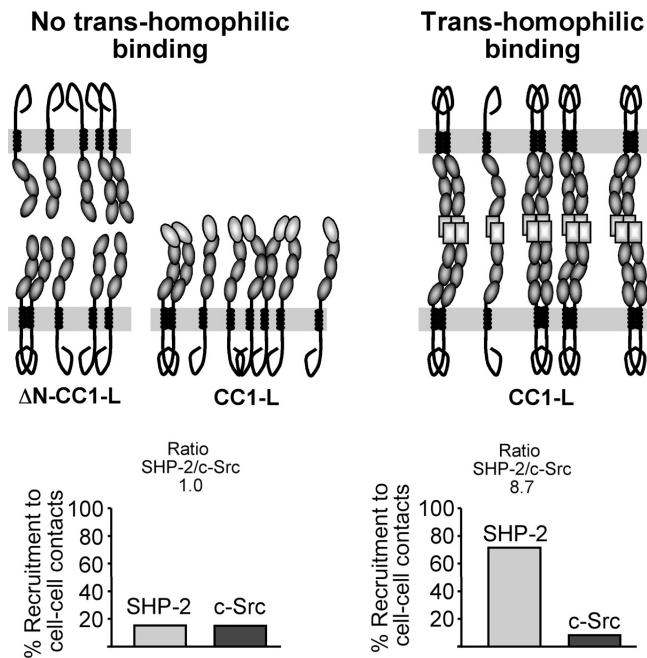 No trans-homophilic
binding
Trans-homophilic
binding
ΔN-CC1-L
CC1-L
CC1-L
Ratio
SHP-2/c-Src
1.0
% Recruitment to
cell-cell contacts
100
80
60
40
20
SHP-2
c-Src
Ratio
SHP-2/c-Src
8.7
% Recruitment to
cell-cell contacts
100
80
60
40
20
SHP-2
c-Src